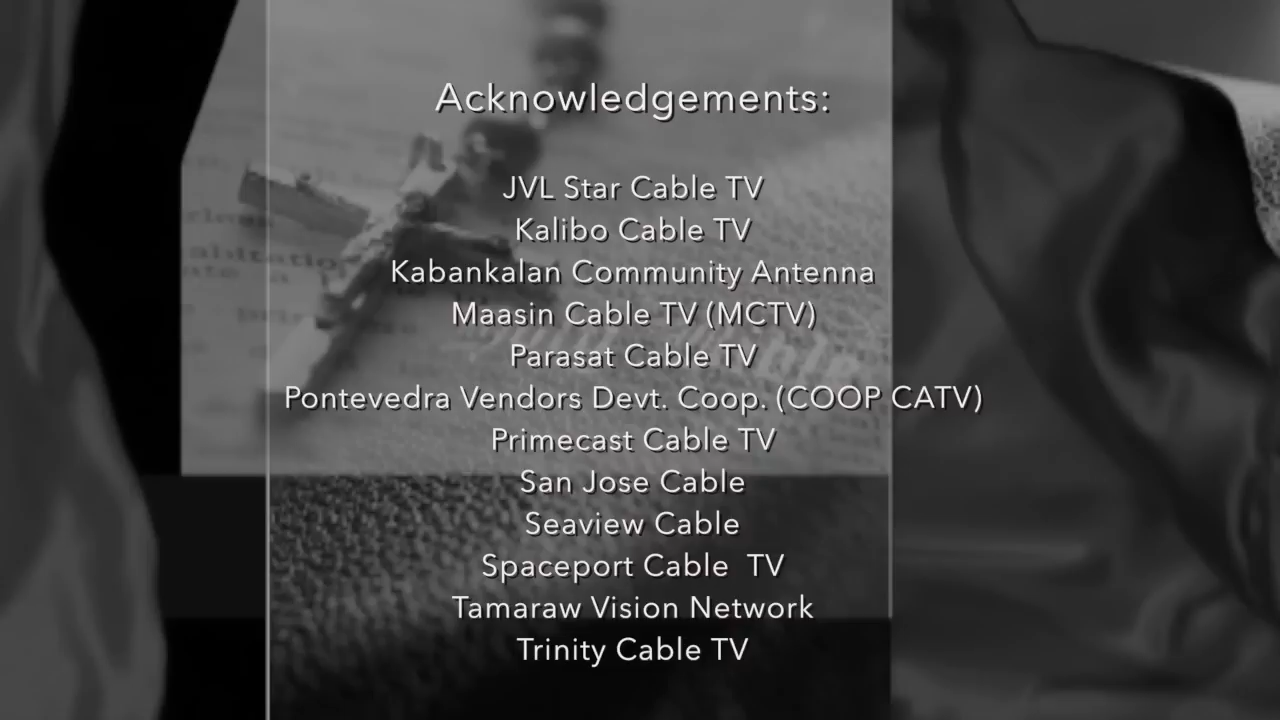 Acknowledgements:
JVL Star Cable TV
Kalibo Cable TV
Kabankalan Community Antenna
Maasin Cable TV (MCTV)
Parasat Cable TV
Pontevedra Vendors Devt. Coop. (COOP CATV)
Primecast Cable TV
San Jose Cable
Seaview Cable
Spaceport Cable  TV
Tamaraw Vision Network
Trinity Cable TV